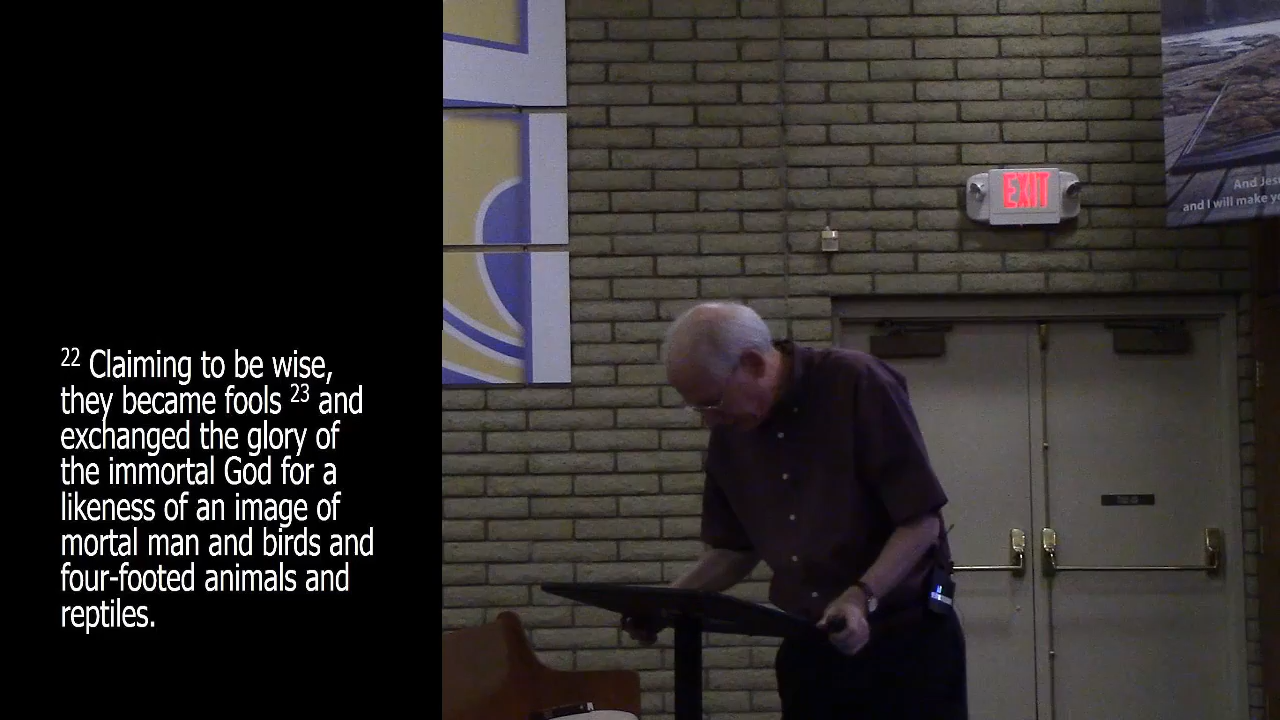 ²² Claiming to be wise,
they became fools ²³ and
exchanged the glory of
the immortal God for a
likeness of an image of
mortal man and birds and
four-footed animals and
reptiles.
EXIT
And Jes
and I will make yo